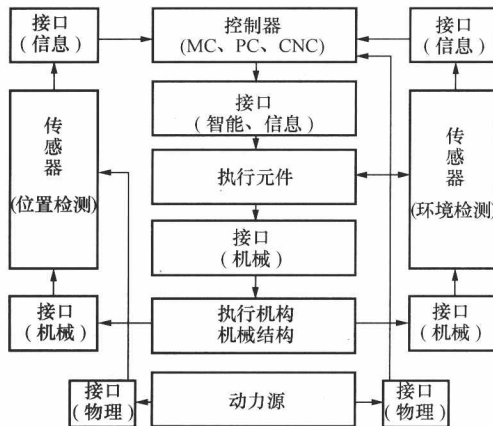 接口
(信息)
控制器
(MC、PC、CNC)
接口
(信息)
接口
(智能、信息)
传感器
(位置检测)
执行元件
传感器
(环境检测)
接口
(机械)
接口
(机械)
执行机构
机械结构
接口
(机械)
接口
(物理)
动力源
接口
(物理)